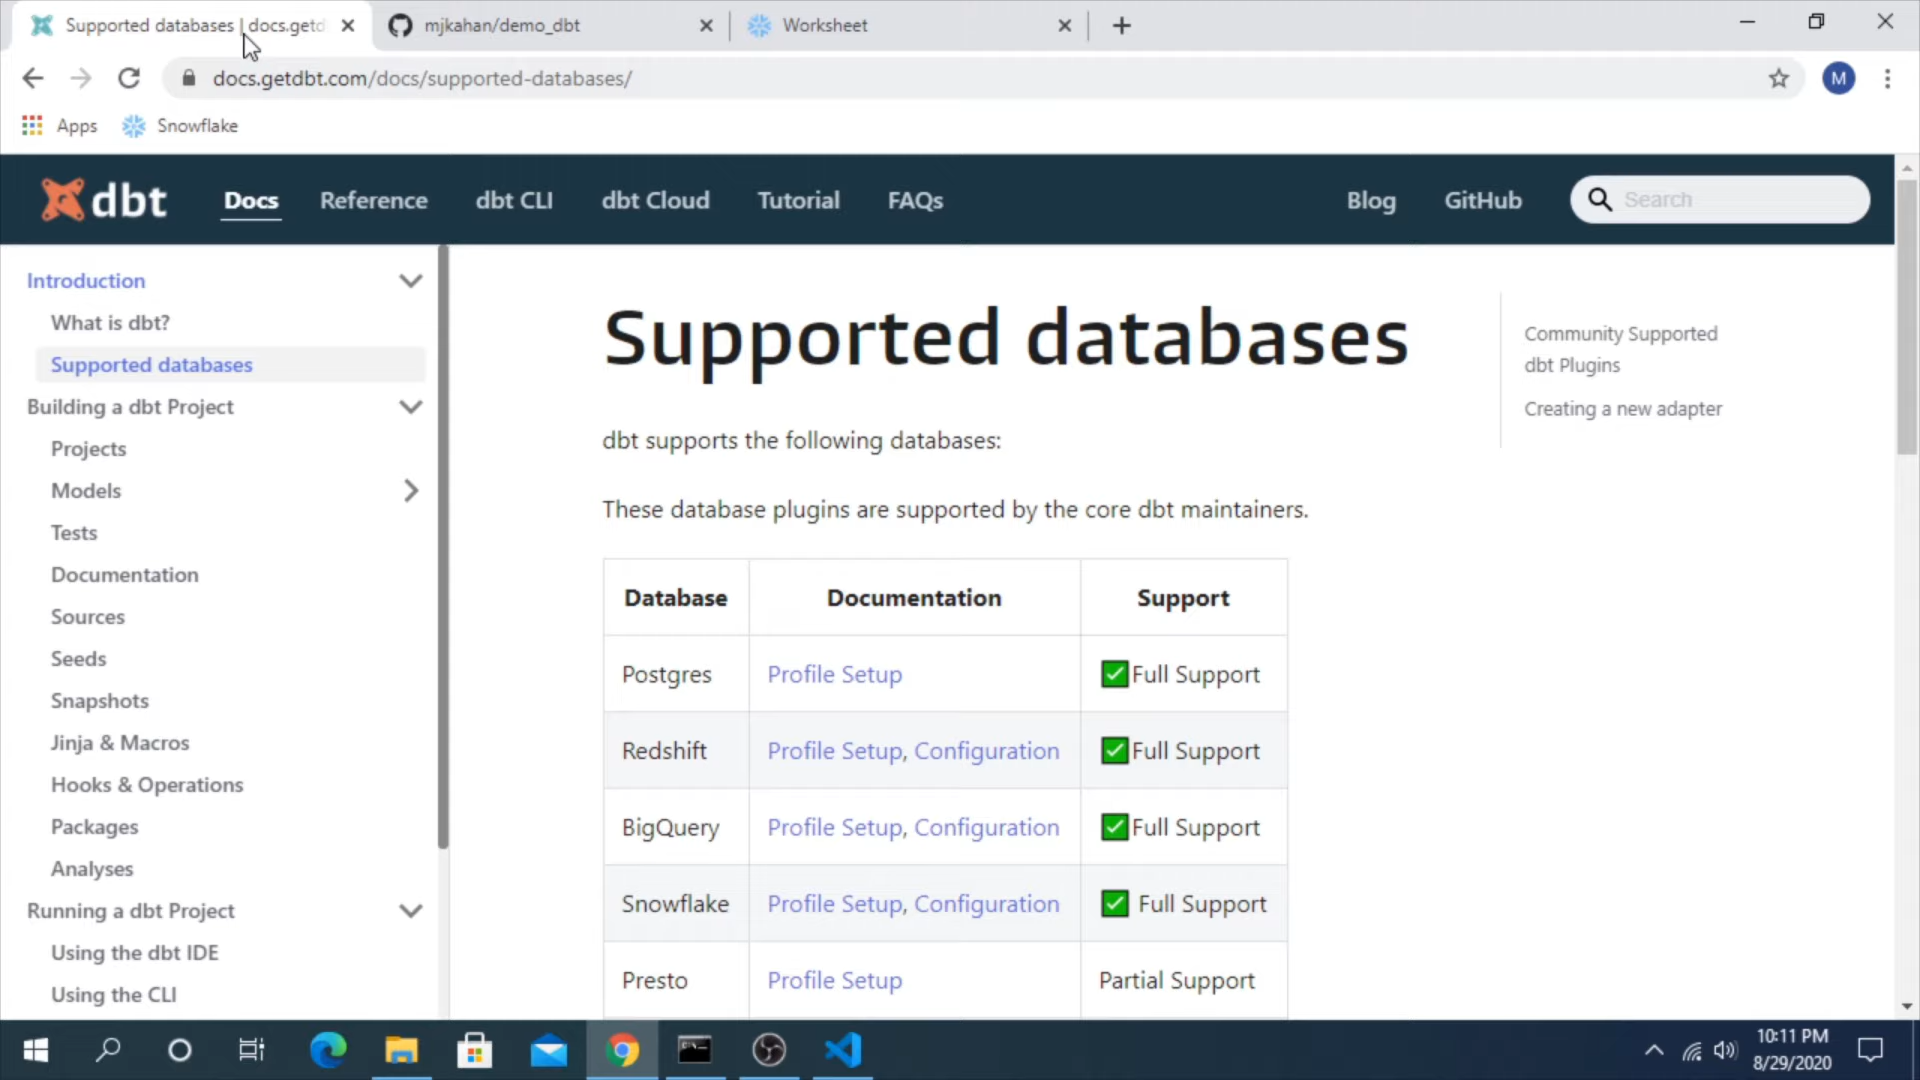 Supported databases | docs.getd
mjkahan/demo_dbt
Worksheet
docs.getdbt.com/docs/supported-databases/
M
Apps
Snowflake
dbt
Docs
Reference
dbt CLI
dbt Cloud
Tutorial
FAQs
Blog
GitHub
Search
Introduction
What is dbt?
Supported databases
Building a dbt Project
Projects
Models
Tests
Documentation
Sources
Seeds
Snapshots
Jinja & Macros
Hooks & Operations
Packages
Analyses
Running a dbt Project
Using the dbt IDE
Using the CLI
Supported databases
dbt supports the following databases:
These database plugins are supported by the core dbt maintainers.
Database Documentation Support
Postgres Profile Setup ✅ Full Support
Redshift Profile Setup, Configuration ✅ Full Support
BigQuery Profile Setup, Configuration ✅ Full Support
Snowflake Profile Setup, Configuration ✅ Full Support
Presto Profile Setup Partial Support
Community Supported
dbt Plugins
Creating a new adapter
10:11 PM
8/29/2020